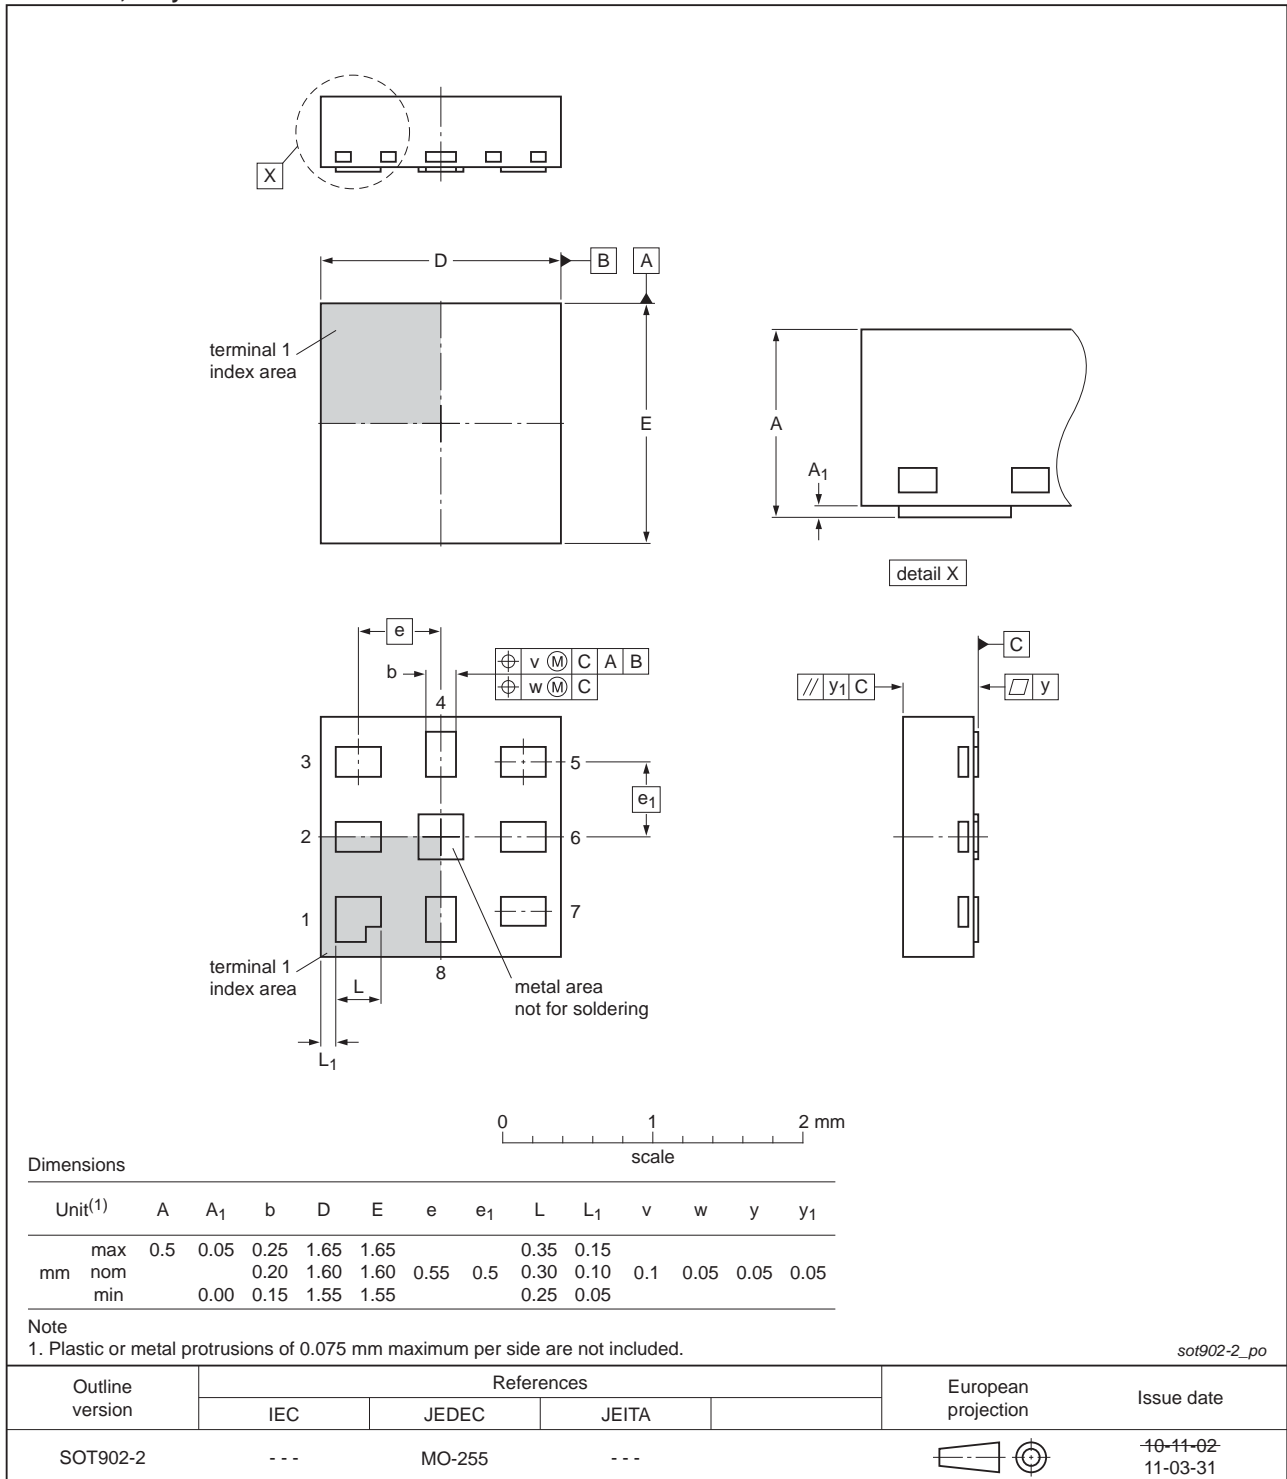 X
D
B
A
terminal 1
index area
E
A
A1
detail X
e
b
v M C A B
w M C
4
3
5
e1
2
6
1
7
terminal 1
index area
8
L
metal area
not for soldering
L1
C
// y1 C
y
0 1 2 mm
scale
Dimensions
Unit(1) A A1 b D E e e1 L L1 v w y y1
max 0.5 0.05 0.25 1.65 1.65 0.35 0.15
mm nom 0.20 1.60 1.60 0.55 0.5 0.30 0.10 0.1 0.05 0.05 0.05
min 0.00 0.15 1.55 1.55 0.25 0.05
Note
1. Plastic or metal protrusions of 0.075 mm maximum per side are not included.
sot902-2_po
Outline
version
References
IEC JEDEC JEITA
European
projection
Issue date
SOT902-2 - - - MO-255 - - -
10-11-02
11-03-31